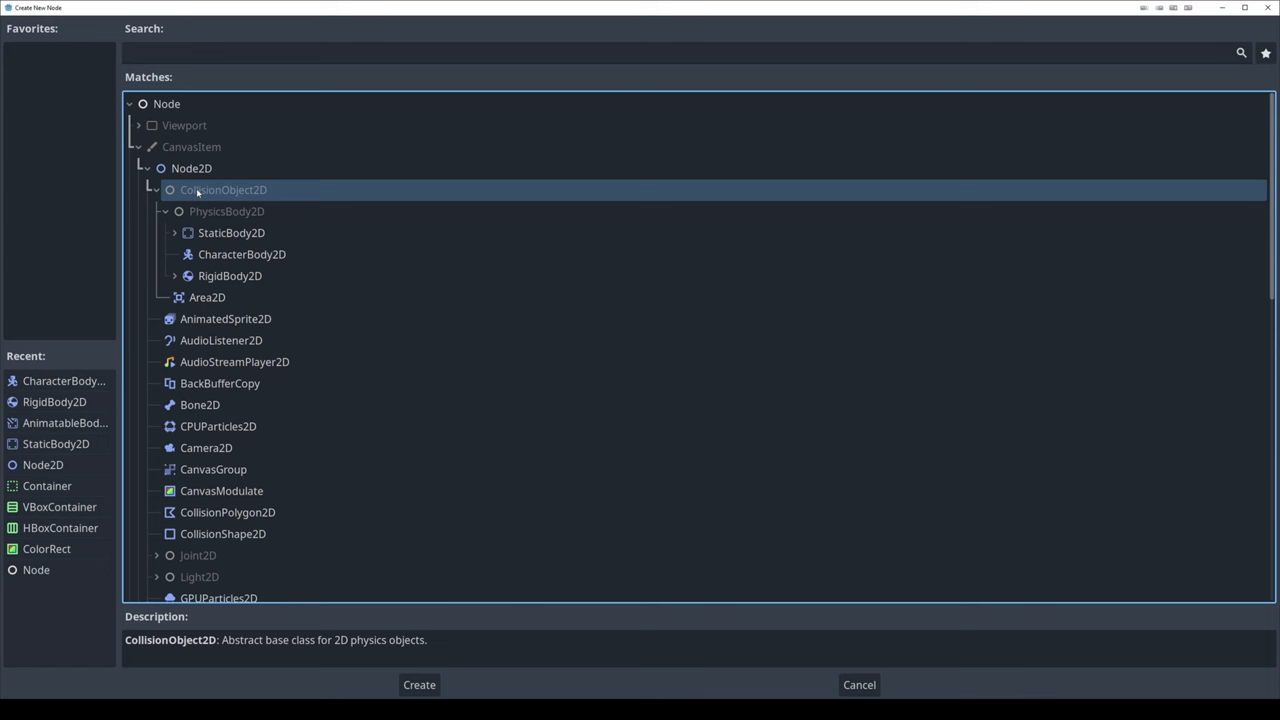 Create New Node
Favorites:
Search:
Matches:
Node
Viewport
CanvasItem
Node2D
CollisionObject2D
PhysicsBody2D
StaticBody2D
CharacterBody2D
RigidBody2D
Area2D
AnimatedSprite2D
AudioListener2D
AudioStreamPlayer2D
BackBufferCopy
Bone2D
CPUParticles2D
Camera2D
CanvasGroup
CanvasModulate
CollisionPolygon2D
CollisionShape2D
Joint2D
Light2D
GPUParticles2D
Recent:
CharacterBody...
RigidBody2D
AnimatableBod...
StaticBody2D
Node2D
Container
VBoxContainer
HBoxContainer
ColorRect
Node
Description:
CollisionObject2D: Abstract base class for 2D physics objects.
Create
Cancel